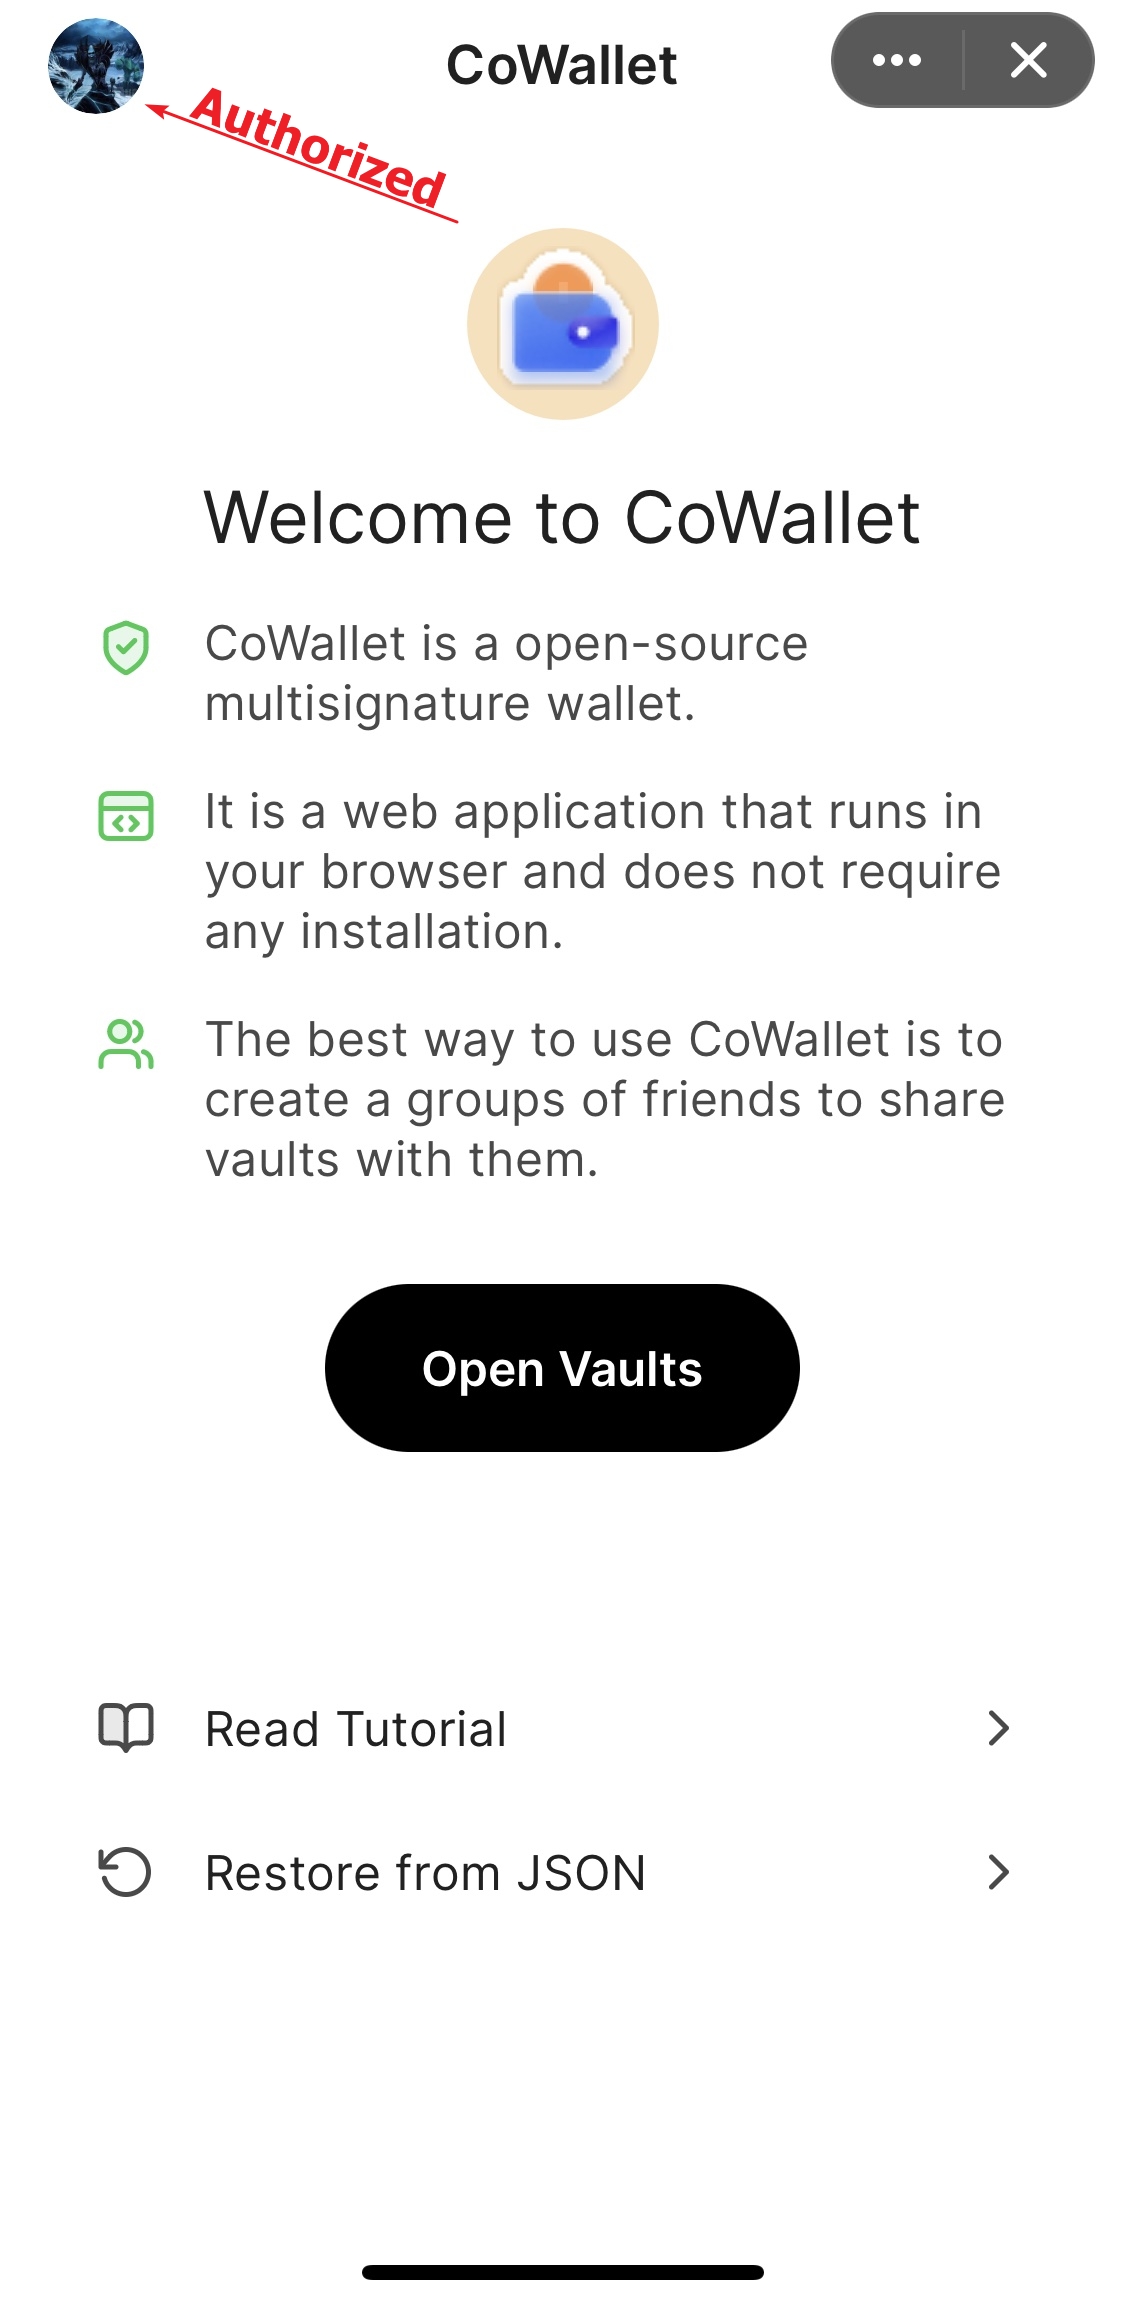 CoWallet
Authorized
Welcome to CoWallet
CoWallet is a open-source
multisignature wallet.
It is a web application that runs in
your browser and does not require
any installation.
The best way to use CoWallet is to
create a groups of friends to share
vaults with them.
Open Vaults
Read Tutorial
Restore from JSON